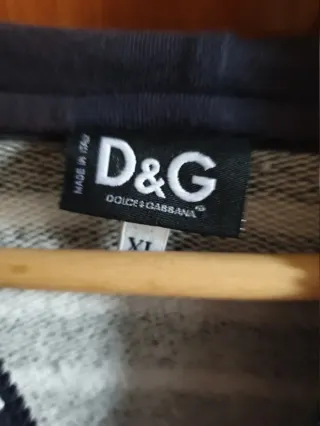 MADE IN ITALY
D&G
DOLCE & GABBANA
XL